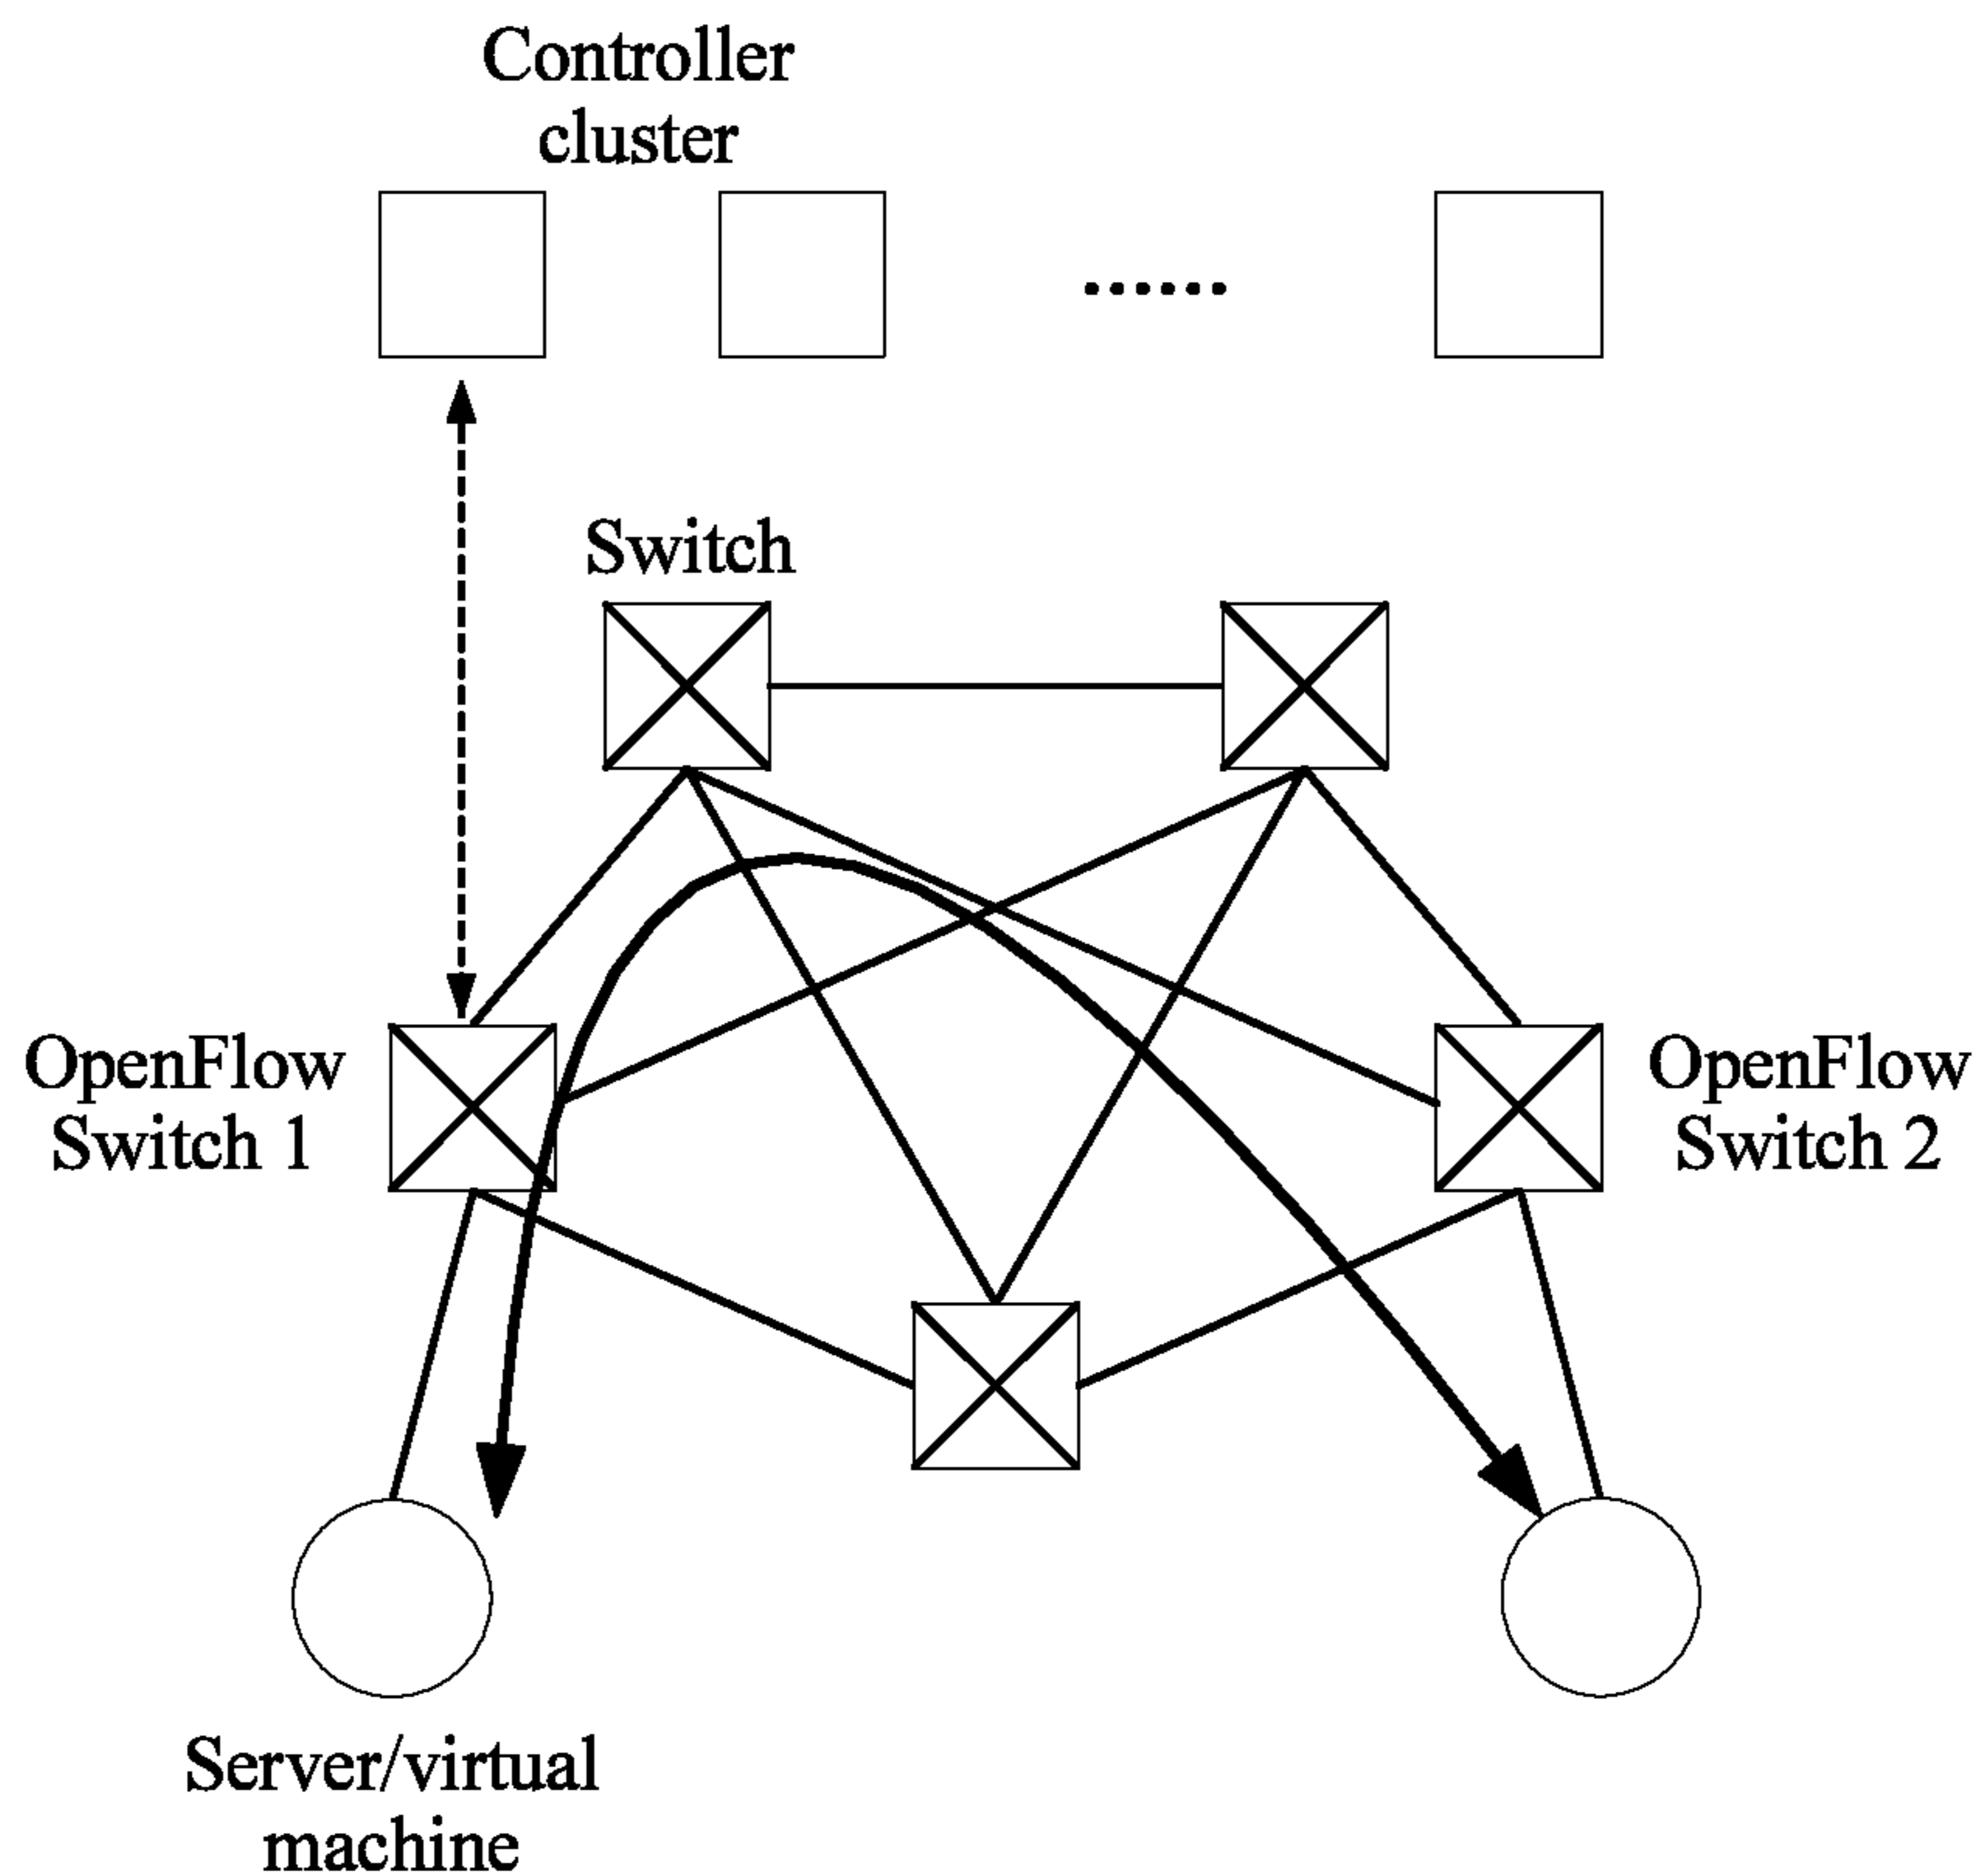 Controller
cluster
......
Switch
OpenFlow
Switch 1
OpenFlow
Switch 2
Server/virtual
machine